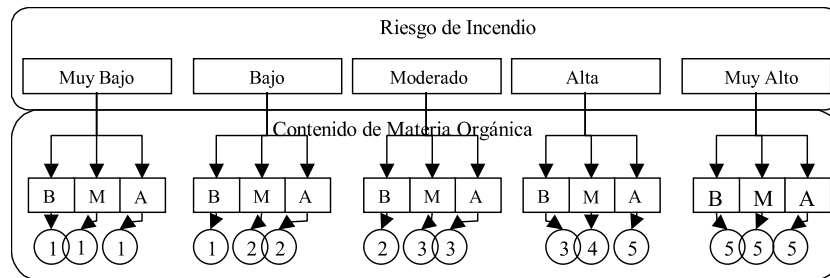 Riesgo de Incendio
Muy Bajo Bajo Moderado Alta Muy Alto
Contenido de Materia Orgánica
B M A B M A B M A B M A B M A
1 1 1 1 2 2 2 3 3 3 4 5 5 5 5